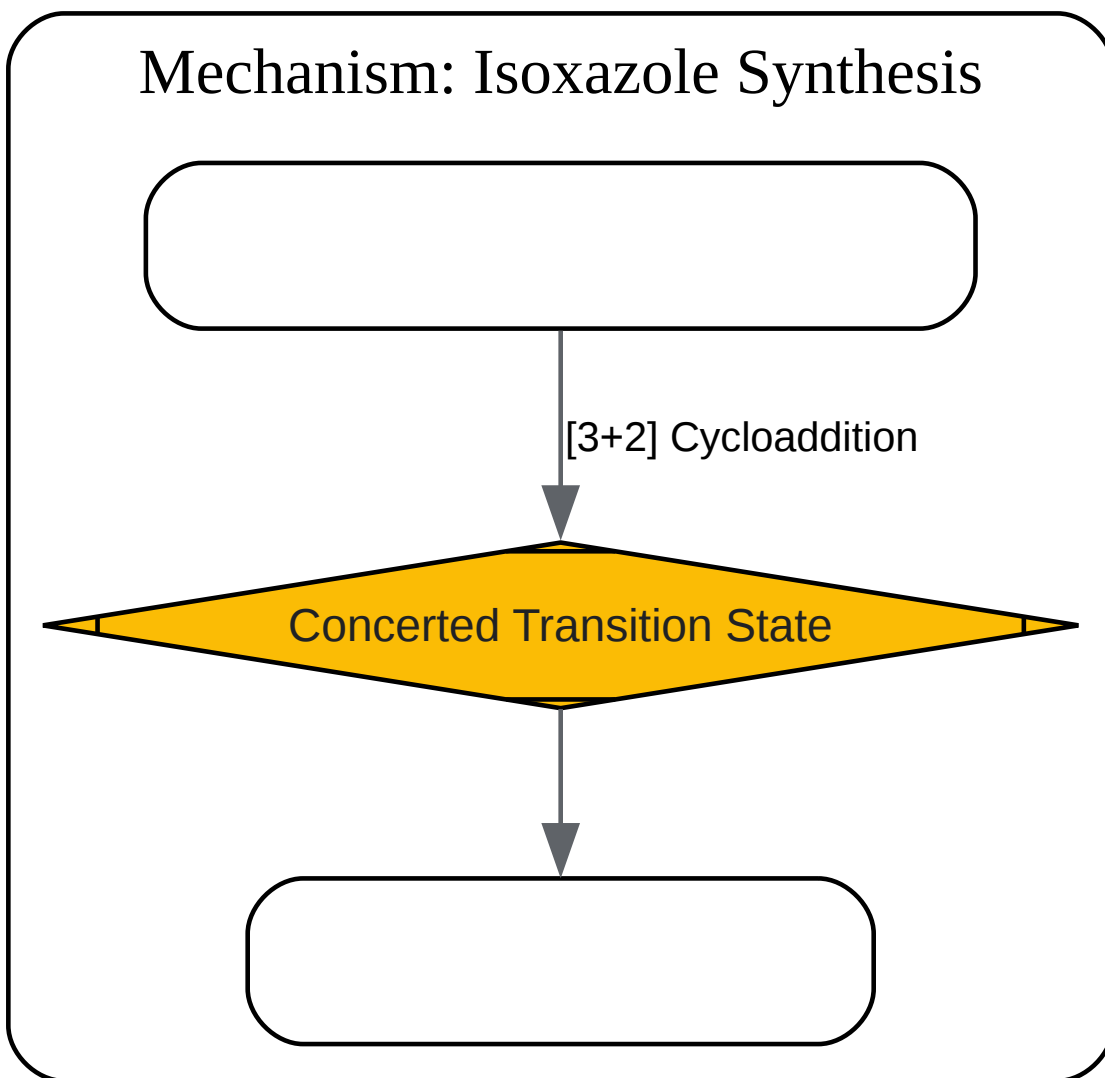 Mechanism: Isoxazole Synthesis
[3+2] Cycloaddition
Concerted Transition State